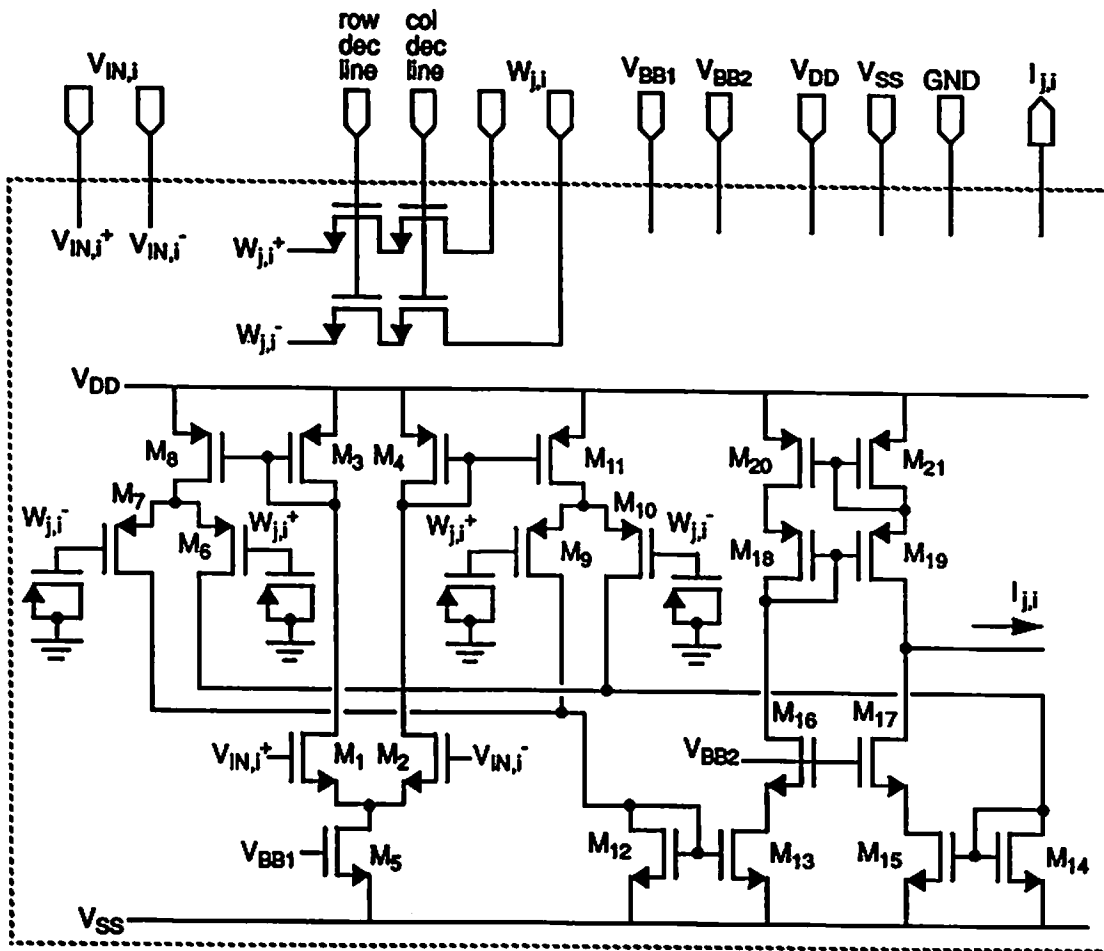 row dec line
col dec line
V_IN,i
W_j,i
V_BB1
V_BB2
V_DD
V_SS
GND
I_j,i
V_IN,i^+
V_IN,i^-
W_j,i^+
W_j,i^-
V_DD
M_8
M_3
M_4
M_11
M_20
M_21
M_7
M_10
W_j,i^-
M_6
W_j,i^+
W_j,i^+
M_9
W_j,i^-
M_18
M_19
I_j,i
M_16
M_17
V_IN,i^+
M_1
M_2
V_IN,i^-
V_BB2
V_BB1
M_5
M_12
M_13
M_15
M_14
V_SS